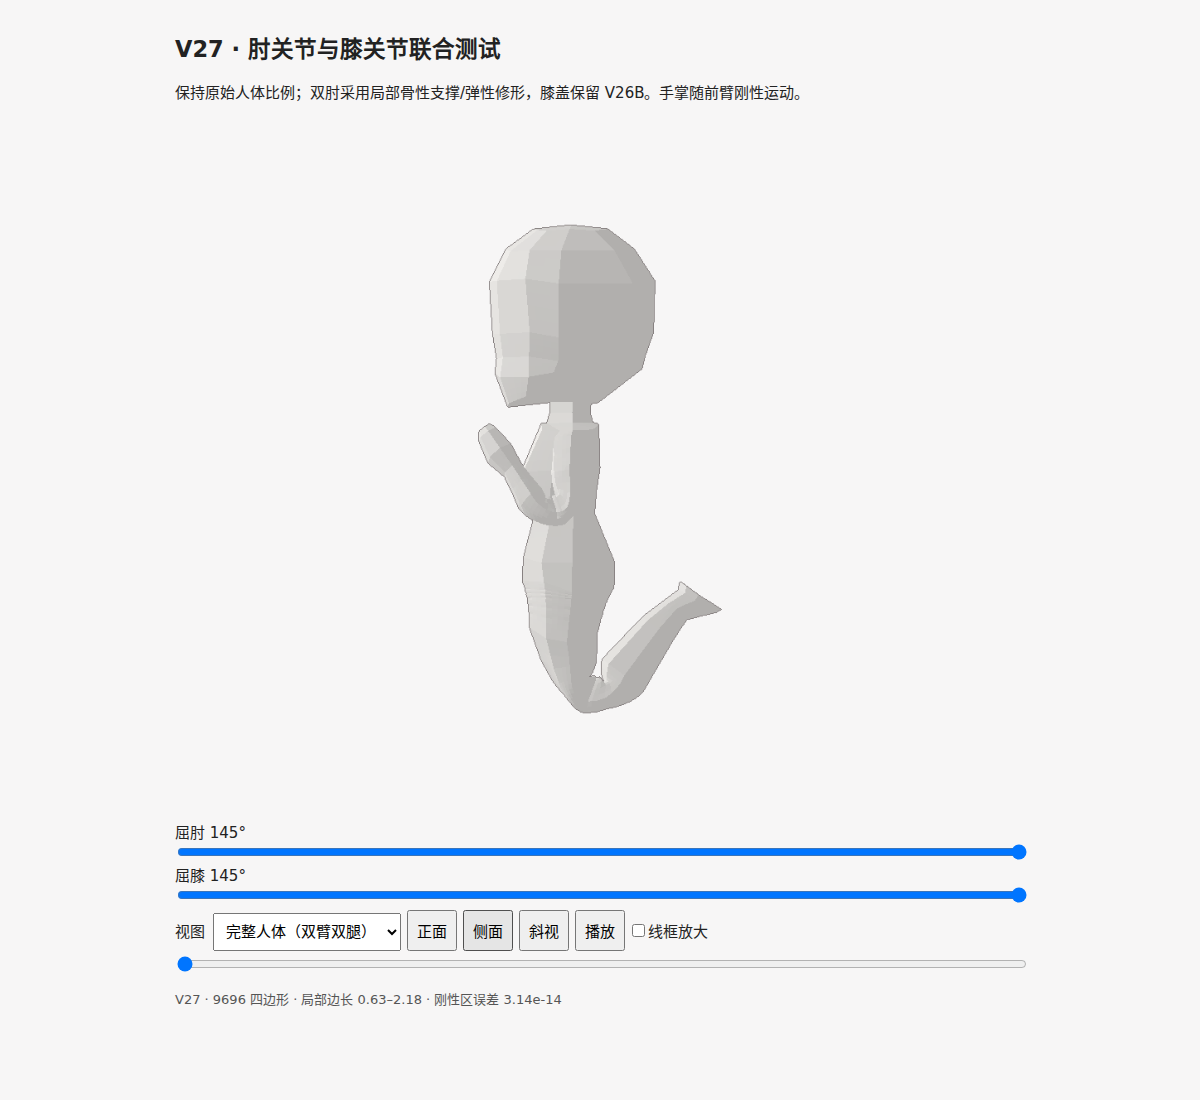 V27 · 肘关节与膝关节联合测试
保持原始人体比例；双肘采用局部骨性支撑/弹性修形，膝盖保留 V26B。手掌随前臂刚性运动。
屈肘 145°
屈膝 145°
视图 完整人体（双臂双腿） 正面 侧面 斜视 播放 线框放大
V27 · 9696 四边形 · 局部边长 0.63–2.18 · 刚性区误差 3.14e-14